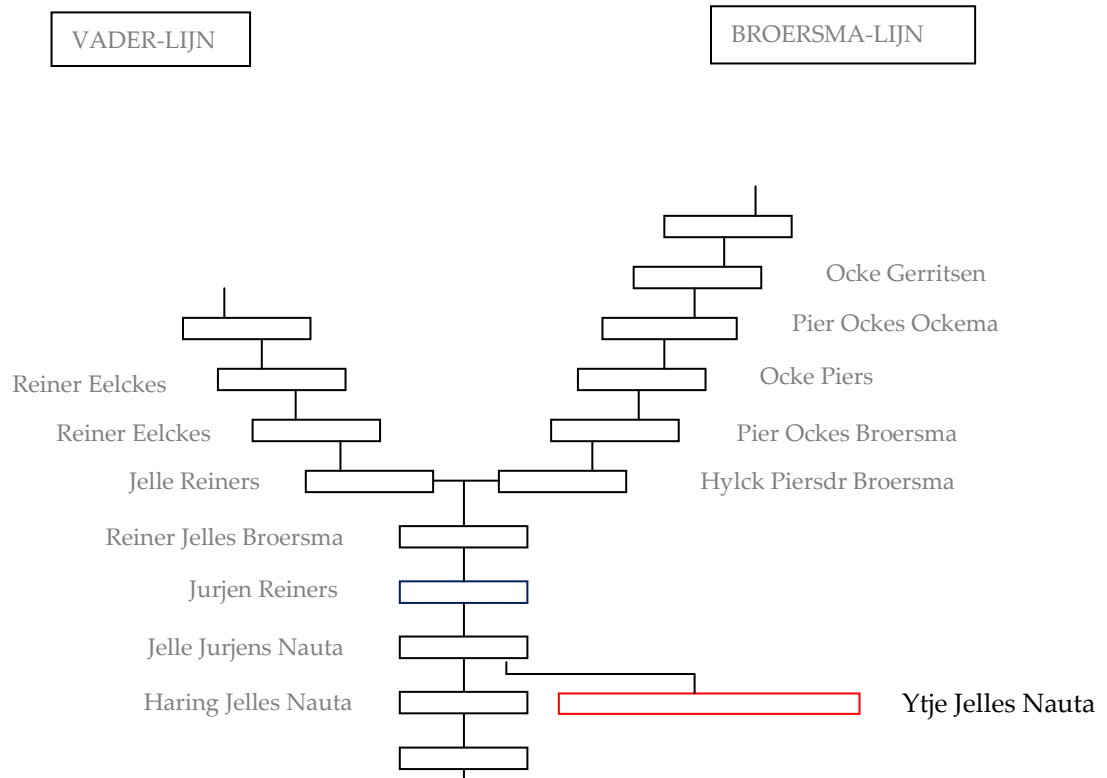 VADER-LIJN
BROERSMA-LIJN
Ocke Gerritsen
Pier Ockes Ockema
Reiner Eelckes
Ocke Piers
Reiner Eelckes
Pier Ockes Broersma
Jelle Reiners
Hylck Piersdr Broersma
Reiner Jelles Broersma
Jurjen Reiners
Jelle Jurjens Nauta
Haring Jelles Nauta
Ytje Jelles Nauta